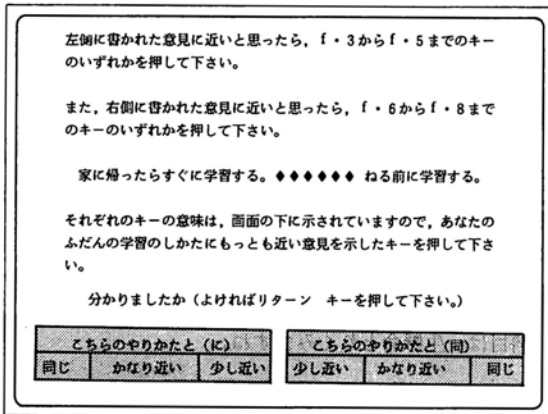 左側に書かれた意見に近いと思ったら，f・3からf・5までのキー
のいずれかを押して下さい。
また，右側に書かれた意見に近いと思ったら，f・6からf・8まで
のキーのいずれかを押して下さい。
家に帰ったらすぐに学習する。♦♦♦♦♦♦ ねる前に学習する。
それぞれのキーの意味は，画面の下に示されていますので，あなたの
ふだんの学習のしかたにもっとも近い意見を示したキーを押して下さ
い。
分かりましたか（よければリターン キーを押して下さい。）
こちらのやりかたと（に） こちらのやりかたと（同）
同じ かなり近い 少し近い 少し近い かなり近い 同じ